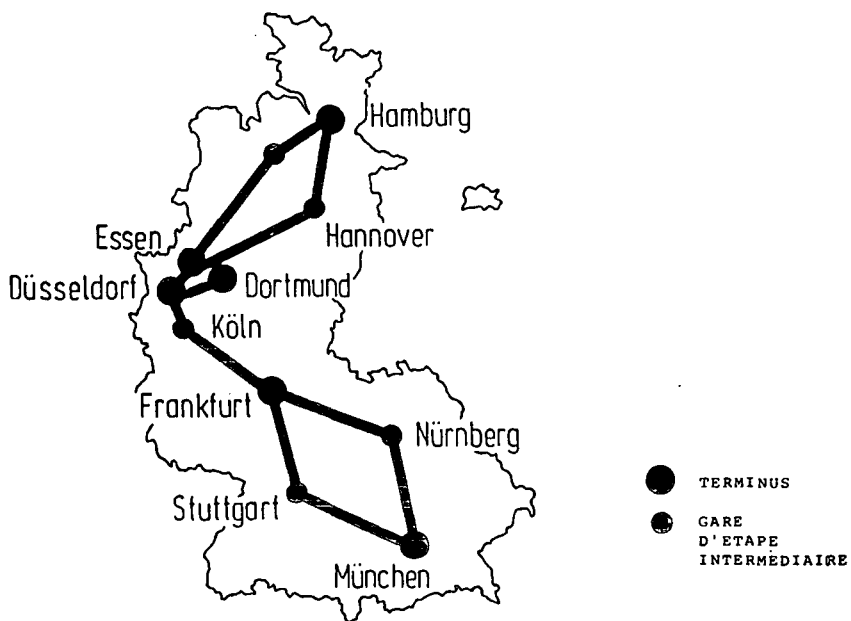 Hamburg
Hannover
Essen
Dortmund
Düsseldorf
Köln
Frankfurt
Nürnberg
Stuttgart
München
TERMINUS
GARE
D'ETAPE
INTERMEDIAIRE